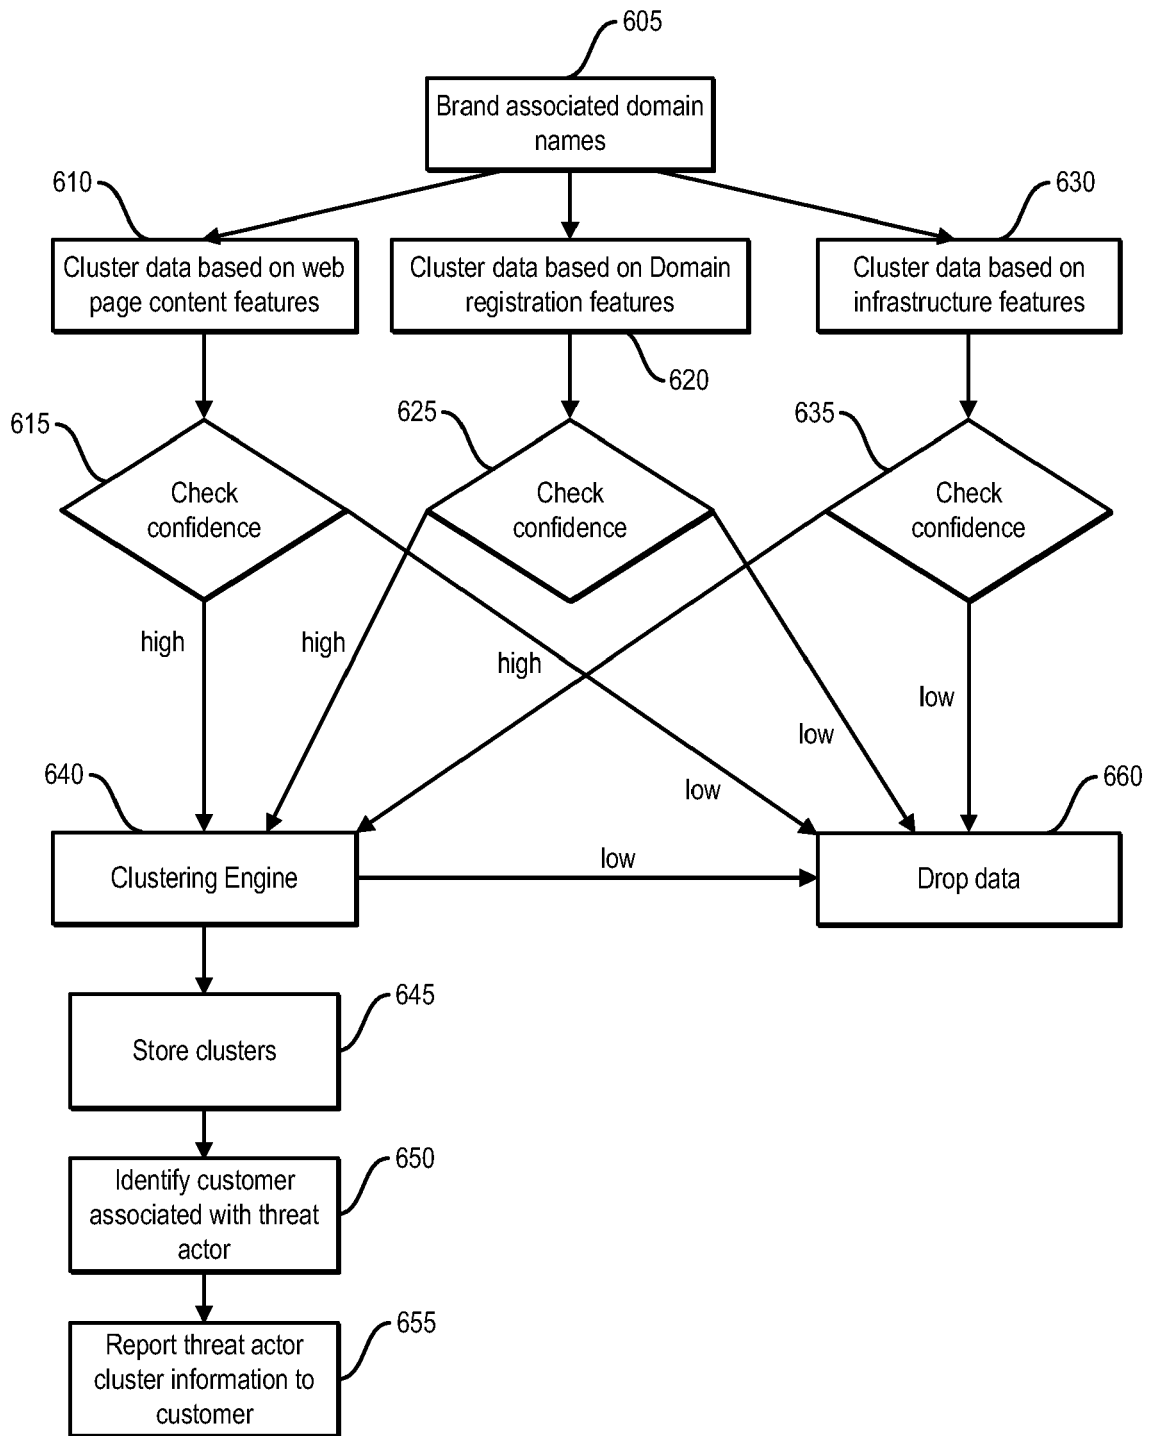 605
Brand associated domain
names
610
630
Cluster data based on web
page content features
Cluster data based on Domain
registration features
Cluster data based on
infrastructure features
620
615
625
635
Check
confidence
Check
confidence
Check
confidence
high
high
high
low
low
low
640
660
Clustering Engine
low
Drop data
645
Store clusters
650
Identify customer
associated with threat
actor
655
Report threat actor
cluster information to
customer